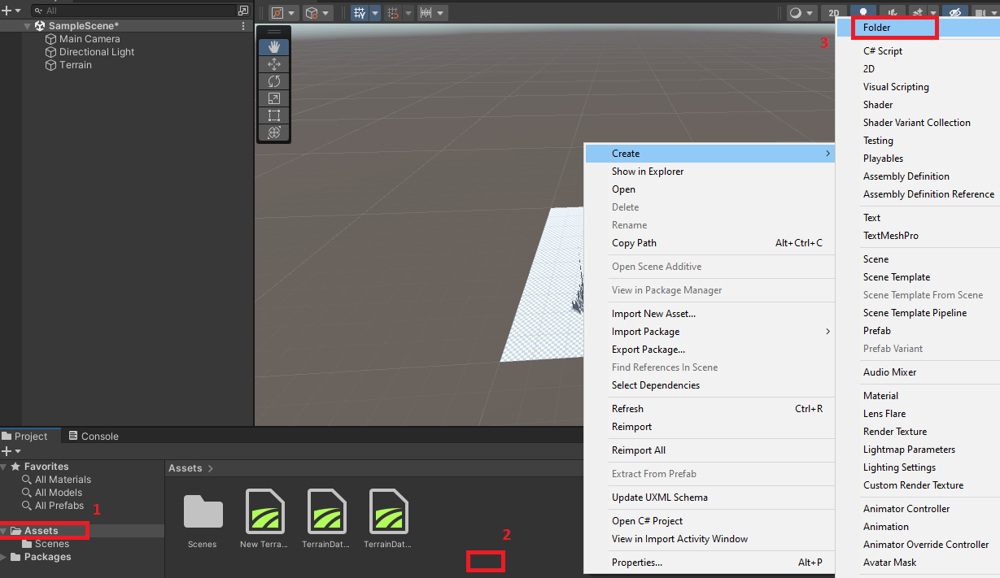 All
2D
SampleScene*
Main Camera
Directional Light
Terrain
3
Folder
C# Script
2D
Visual Scripting
Shader
Shader Variant Collection
Testing
Playables
Assembly Definition
Assembly Definition Reference
Text
TextMeshPro
Scene
Scene Template
Scene Template From Scene
Scene Template Pipeline
Prefab
Prefab Variant
Audio Mixer
Material
Lens Flare
Render Texture
Lightmap Parameters
Lighting Settings
Custom Render Texture
Animator Controller
Animation
Animator Override Controller
Avatar Mask
Create
Show in Explorer
Open
Delete
Rename
Copy Path Alt+Ctrl+C
Open Scene Additive
View in Package Manager
Import New Asset...
Import Package
Export Package...
Find References In Scene
Select Dependencies
Refresh Ctrl+R
Reimport
Reimport All
Extract From Prefab
Update UXML Schema
Open C# Project
View in Import Activity Window
Properties... Alt+P
Project Console
Favorites
All Materials
All Models
All Prefabs
1
Assets
Scenes
Packages
Assets
Scenes New Terra... TerrainDat... TerrainDat...
2